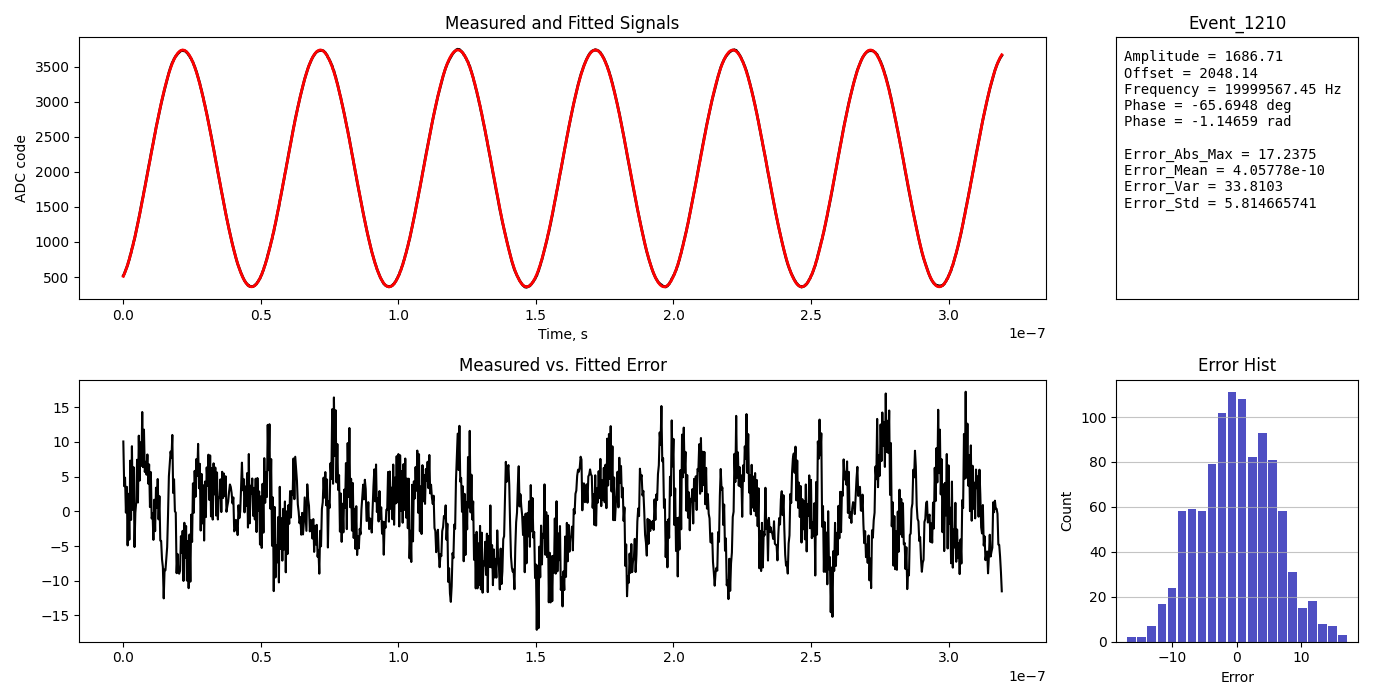 Measured and Fitted Signals
ADC code
3500
3000
2500
2000
1500
1000
500
0.0 0.5 1.0 1.5 2.0 2.5 3.0
Time, s
1e−7
Event_1210
Amplitude = 1686.71
Offset = 2048.14
Frequency = 19999567.45 Hz
Phase = -65.6948 deg
Phase = -1.14659 rad
Error_Abs_Max = 17.2375
Error_Mean = 4.05778e-10
Error_Var = 33.8103
Error_Std = 5.814665741
Measured vs. Fitted Error
15
10
5
0
−5
−10
−15
0.0 0.5 1.0 1.5 2.0 2.5 3.0
1e−7
Error Hist
Count
100
80
60
40
20
0
−10 0 10
Error